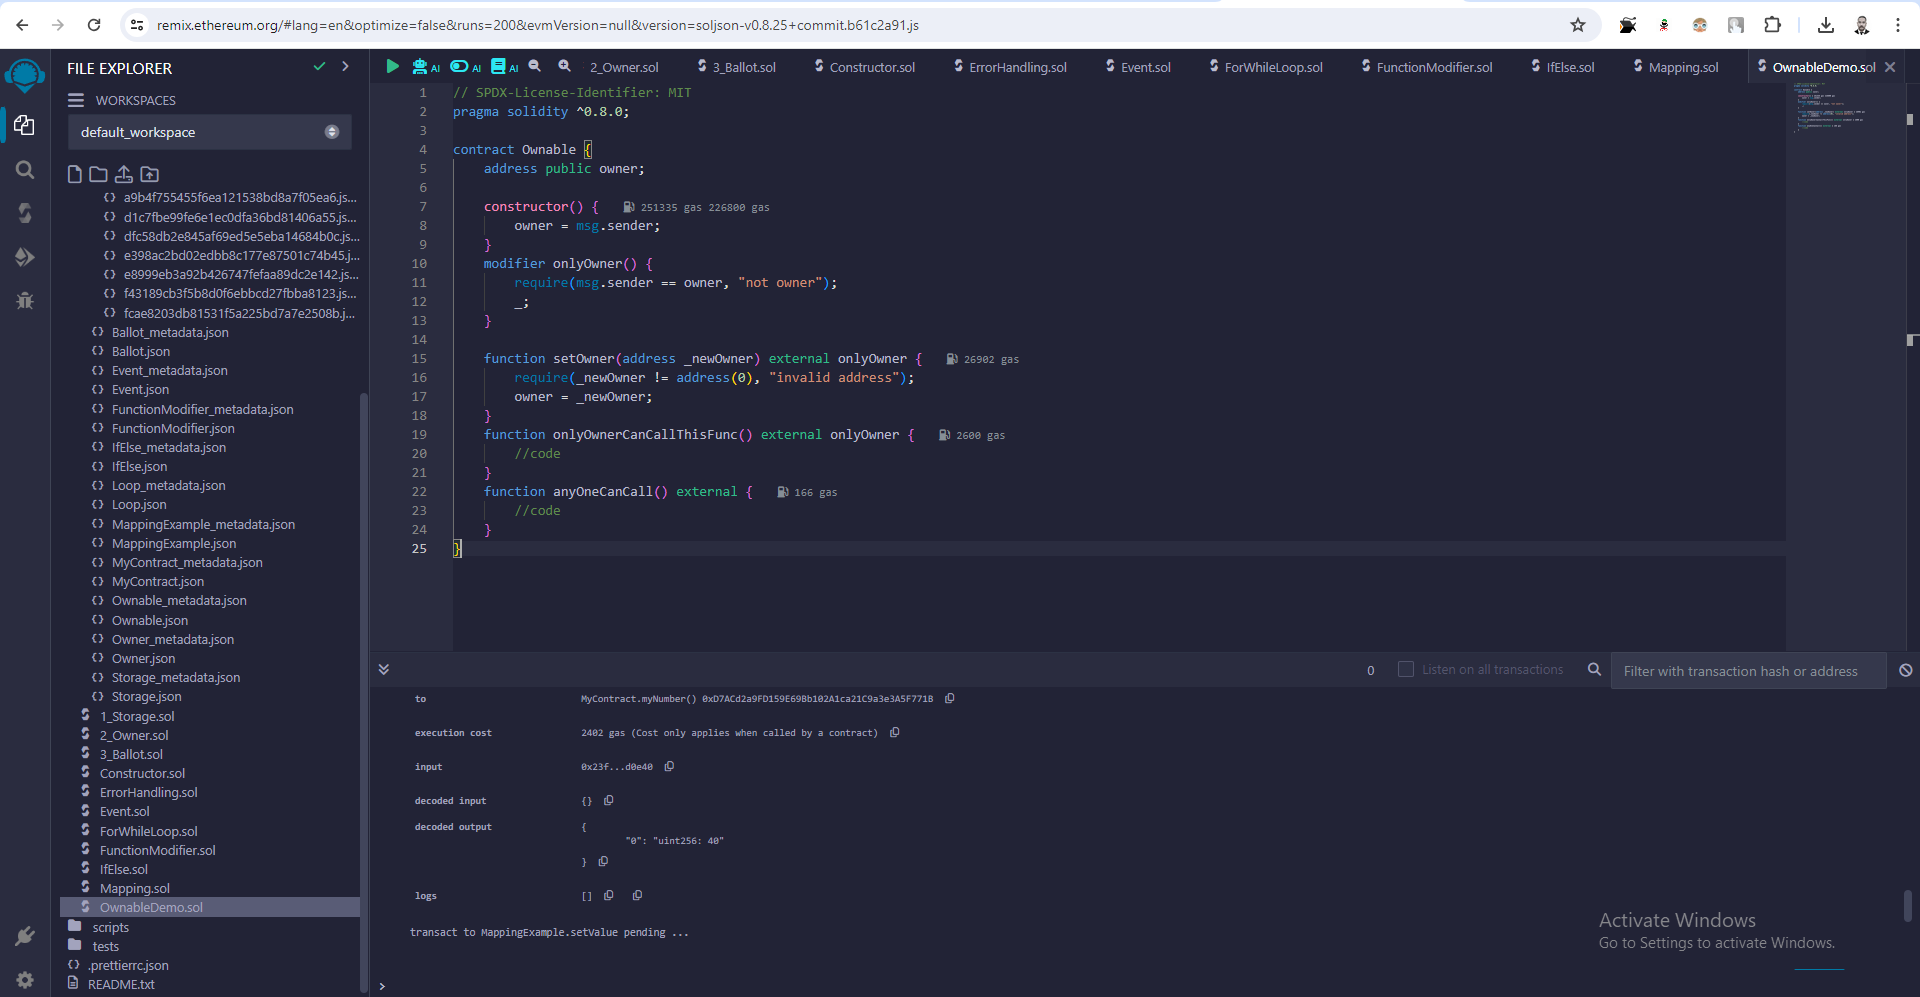 remix.ethereum.org/#lang=en&optimize=false&runs=200&evmVersion=null&version=soljson-v0.8.25+commit.b61c2a91.js
FILE EXPLORER
WORKSPACES
default_workspace
a9b4f755455f6ea121538bd8a7f05ea6.js...
d1c7fbe99fe6e1ec0dfa36bd81406a55.js...
dfc58db2e845af69ed5e5eba14684b0c.js...
e398ac2bd02edbb8c177e87501c74b45.j...
e8999eb3a92b426747fefaa89dc2e142.js...
f43189cb3f5b8d0f6ebbcd27fbba8123.js...
fcae8203db81531f5a225bd7a7e2508b.j...
Ballot_metadata.json
Ballot.json
Event_metadata.json
Event.json
FunctionModifier_metadata.json
FunctionModifier.json
IfElse_metadata.json
IfElse.json
Loop_metadata.json
Loop.json
MappingExample_metadata.json
MappingExample.json
MyContract_metadata.json
MyContract.json
Ownable_metadata.json
Ownable.json
Owner_metadata.json
Owner.json
Storage_metadata.json
Storage.json
1_Storage.sol
2_Owner.sol
3_Ballot.sol
Constructor.sol
ErrorHandling.sol
Event.sol
ForWhileLoop.sol
FunctionModifier.sol
IfElse.sol
Mapping.sol
OwnableDemo.sol
scripts
tests
.prettierrc.json
README.txt
AI AI AI 2_Owner.sol 3_Ballot.sol Constructor.sol ErrorHandling.sol Event.sol ForWhileLoop.sol FunctionModifier.sol IfElse.sol Mapping.sol OwnableDemo.sol
1 // SPDX-License-Identifier: MIT
2 pragma solidity ^0.8.0;
3
4 contract Ownable {
5 address public owner;
6
7 constructor() { 251335 gas 226800 gas
8 owner = msg.sender;
9 }
10 modifier onlyOwner() {
11 require(msg.sender == owner, "not owner");
12 _;
13 }
14
15 function setOwner(address _newOwner) external onlyOwner { 26902 gas
16 require(_newOwner != address(0), "invalid address");
17 owner = _newOwner;
18 }
19 function onlyOwnerCanCallThisFunc() external onlyOwner { 2600 gas
20 //code
21 }
22 function anyOneCanCall() external { 166 gas
23 //code
24 }
25 }
0 Listen on all transactions Filter with transaction hash or address
to MyContract.myNumber() 0xD7ACd2a9FD159E69Bb102A1ca21C9a3e3A5F771B
execution cost 2402 gas (Cost only applies when called by a contract)
input 0x23f...d0e40
decoded input {}
decoded output {
"0": "uint256: 40"
}
logs []
transact to MappingExample.setValue pending ...
>
Activate Windows
Go to Settings to activate Windows.